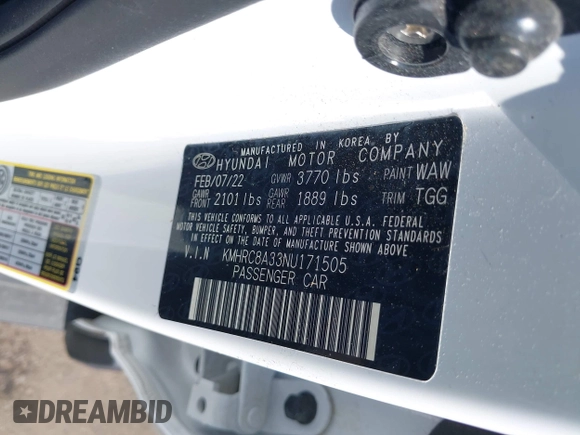 MANUFACTURED IN KOREA BY
HYUNDAI MOTOR COMPANY
FEB/07/22 GVWR 3770 lbs PAINT WAW
GAWR FRONT 2101 lbs GAWR REAR 1889 lbs TRIM TGG
THIS VEHICLE CONFORMS TO ALL APPLICABLE U.S.A. FEDERAL
MOTOR VEHICLE SAFETY, BUMPER, AND THEFT PREVENTION STANDARDS
IN EFFECT ON THE DATE OF MANUFACTURE SHOWN ABOVE.
V.I.N KMHRC8A33NU171505
PASSENGER CAR
DREAMBID